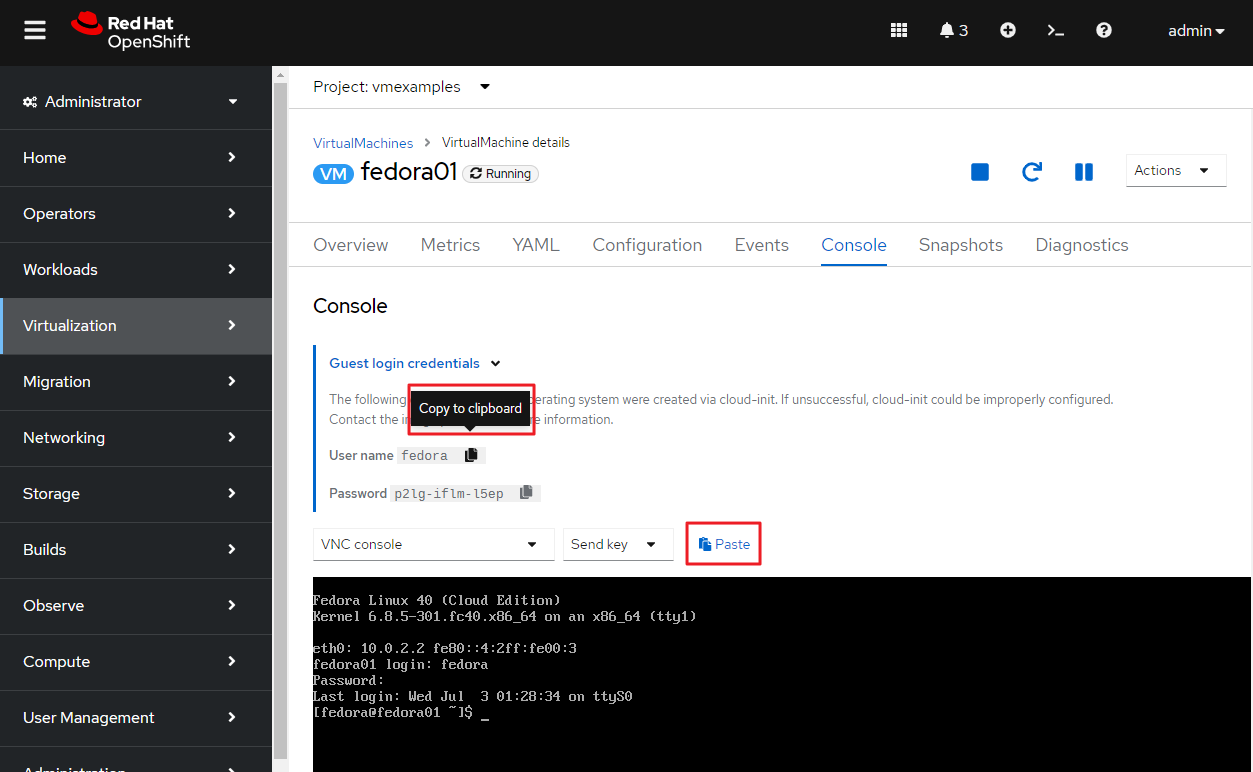 Red Hat
OpenShift
3
admin
Administrator
Home
Operators
Workloads
Virtualization
Migration
Networking
Storage
Builds
Observe
Compute
User Management
Administration
Project: vmexamples
VirtualMachines > VirtualMachine details
VM fedora01 Running
Actions
Overview Metrics YAML Configuration Events Console Snapshots Diagnostics
Console
Guest login credentials
The following erating system were created via cloud-init. If unsuccessful, cloud-init could be improperly configured.
Copy to clipboard
Contact the information.
User name fedora
Password p2lg-iflm-l5ep
VNC console Send key Paste
Fedora Linux 40 (Cloud Edition)
Kernel 6.8.5-301.fc40.x86_64 on an x86_64 (tty1)
eth0: 10.0.2.2 fe80::4:2ff:fe00:3
fedora01 login: fedora
Password:
Last login: Wed Jul  3 01:28:34 on ttyS0
[fedora@fedora01 ~]$ _